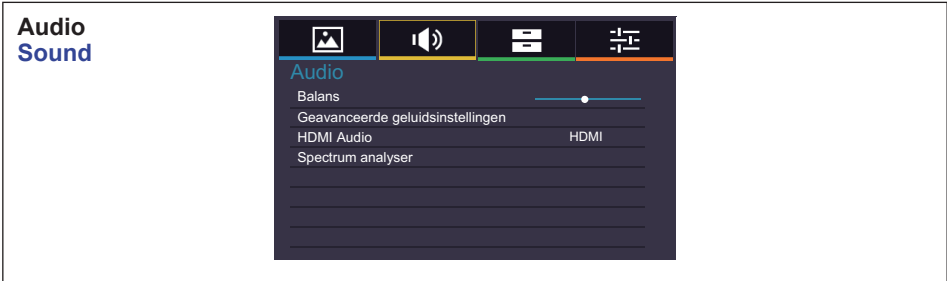 Audio
Sound
Audio
Balans
Geavanceerde geluidsinstellingen
HDMI Audio HDMI
Spectrum analyser